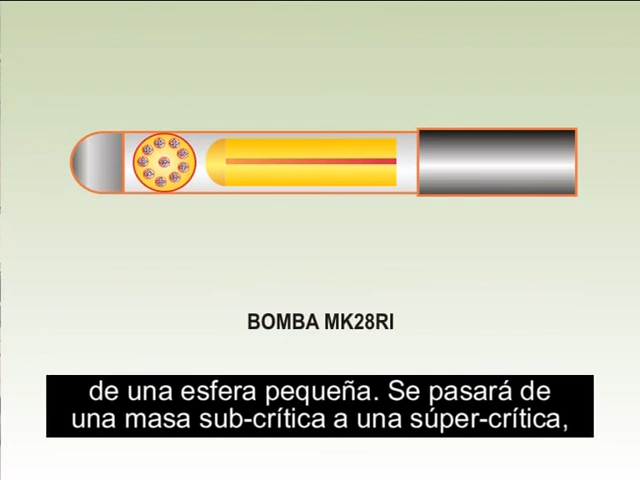 BOMBA MK28RI
de una esfera pequeña. Se pasará de
una masa sub-crítica a una súper-crítica,